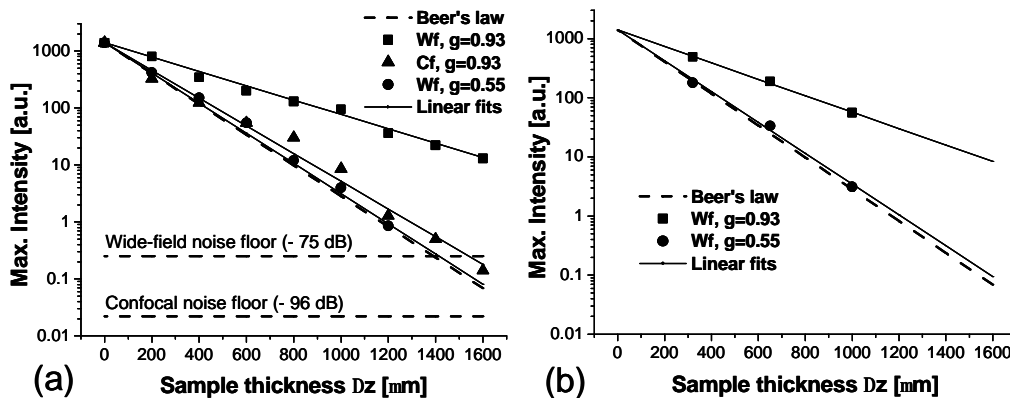 Max. Intensity [a.u.]
1000
100
10
1
0.1
0.01
Beer's law
Wf, g=0.93
Cf, g=0.93
Wf, g=0.55
Linear fits
Wide-field noise floor (- 75 dB)
Confocal noise floor (- 96 dB)
0 200 400 600 800 1000 1200 1400 1600
(a) Sample thickness Dz [mm]
Max. Intensity [a.u.]
1000
100
10
1
0.1
0.01
Beer's law
Wf, g=0.93
Wf, g=0.55
Linear fits
0 200 400 600 800 1000 1200 1400 1600
(b) Sample thickness Dz [mm]